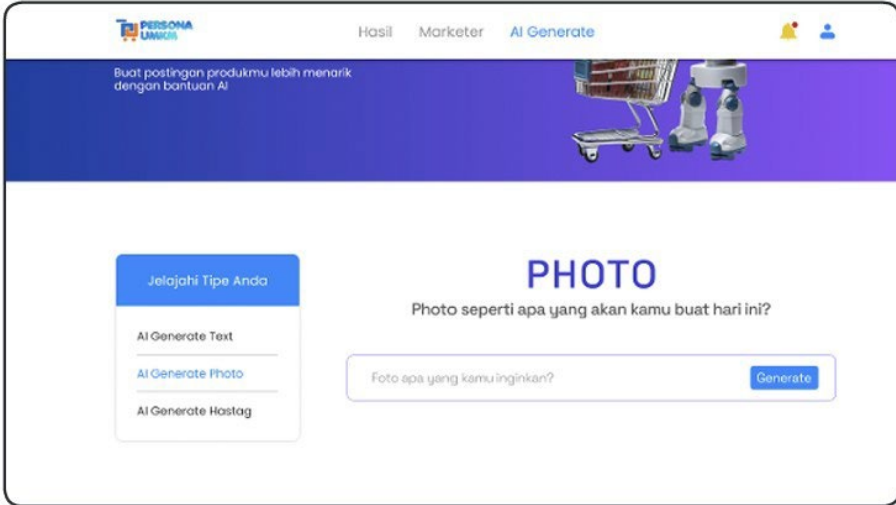 PERSONA
UMKM
Hasil Marketer AI Generate
Buat postingan produkmu lebih menarik
dengan bantuan AI
Jelajahi Tipe Anda
AI Generate Text
AI Generate Photo
AI Generate Hastag
PHOTO
Photo seperti apa yang akan kamu buat hari ini?
Foto apa yang kamu inginkan?
Generate